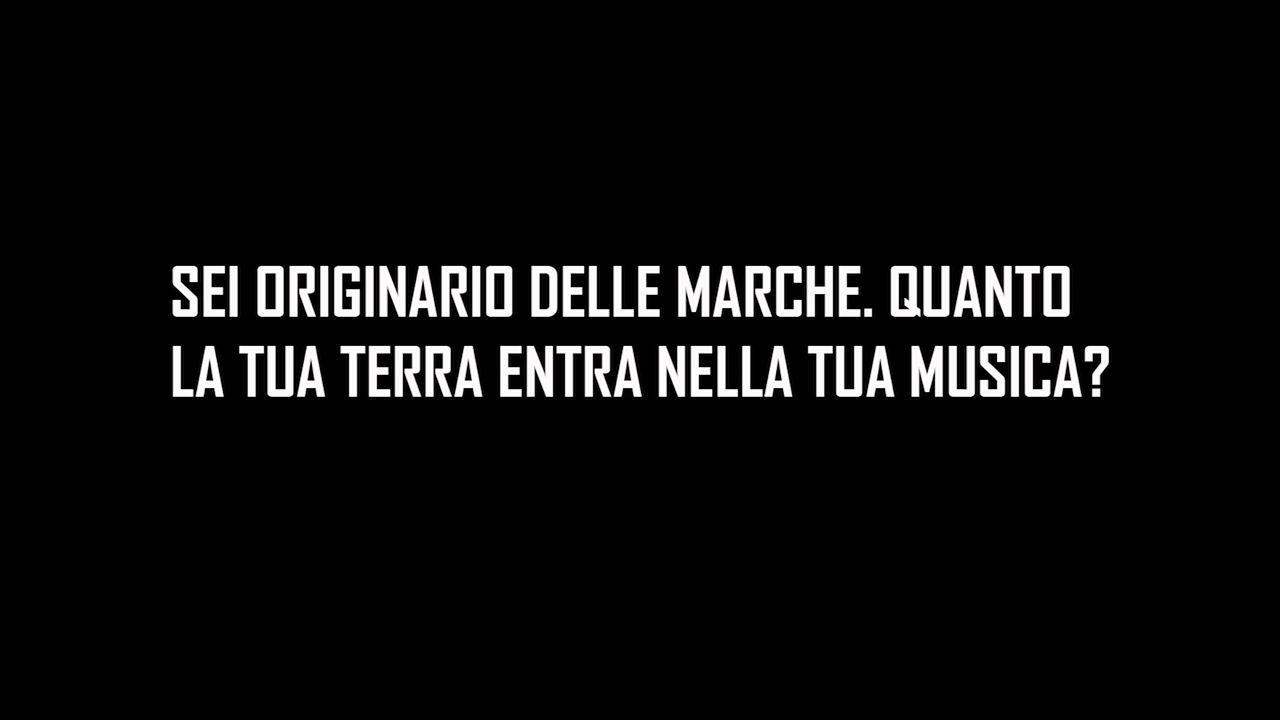 SEI ORIGINARIO DELLE MARCHE. QUANTO
LA TUA TERRA ENTRA NELLA TUA MUSICA?